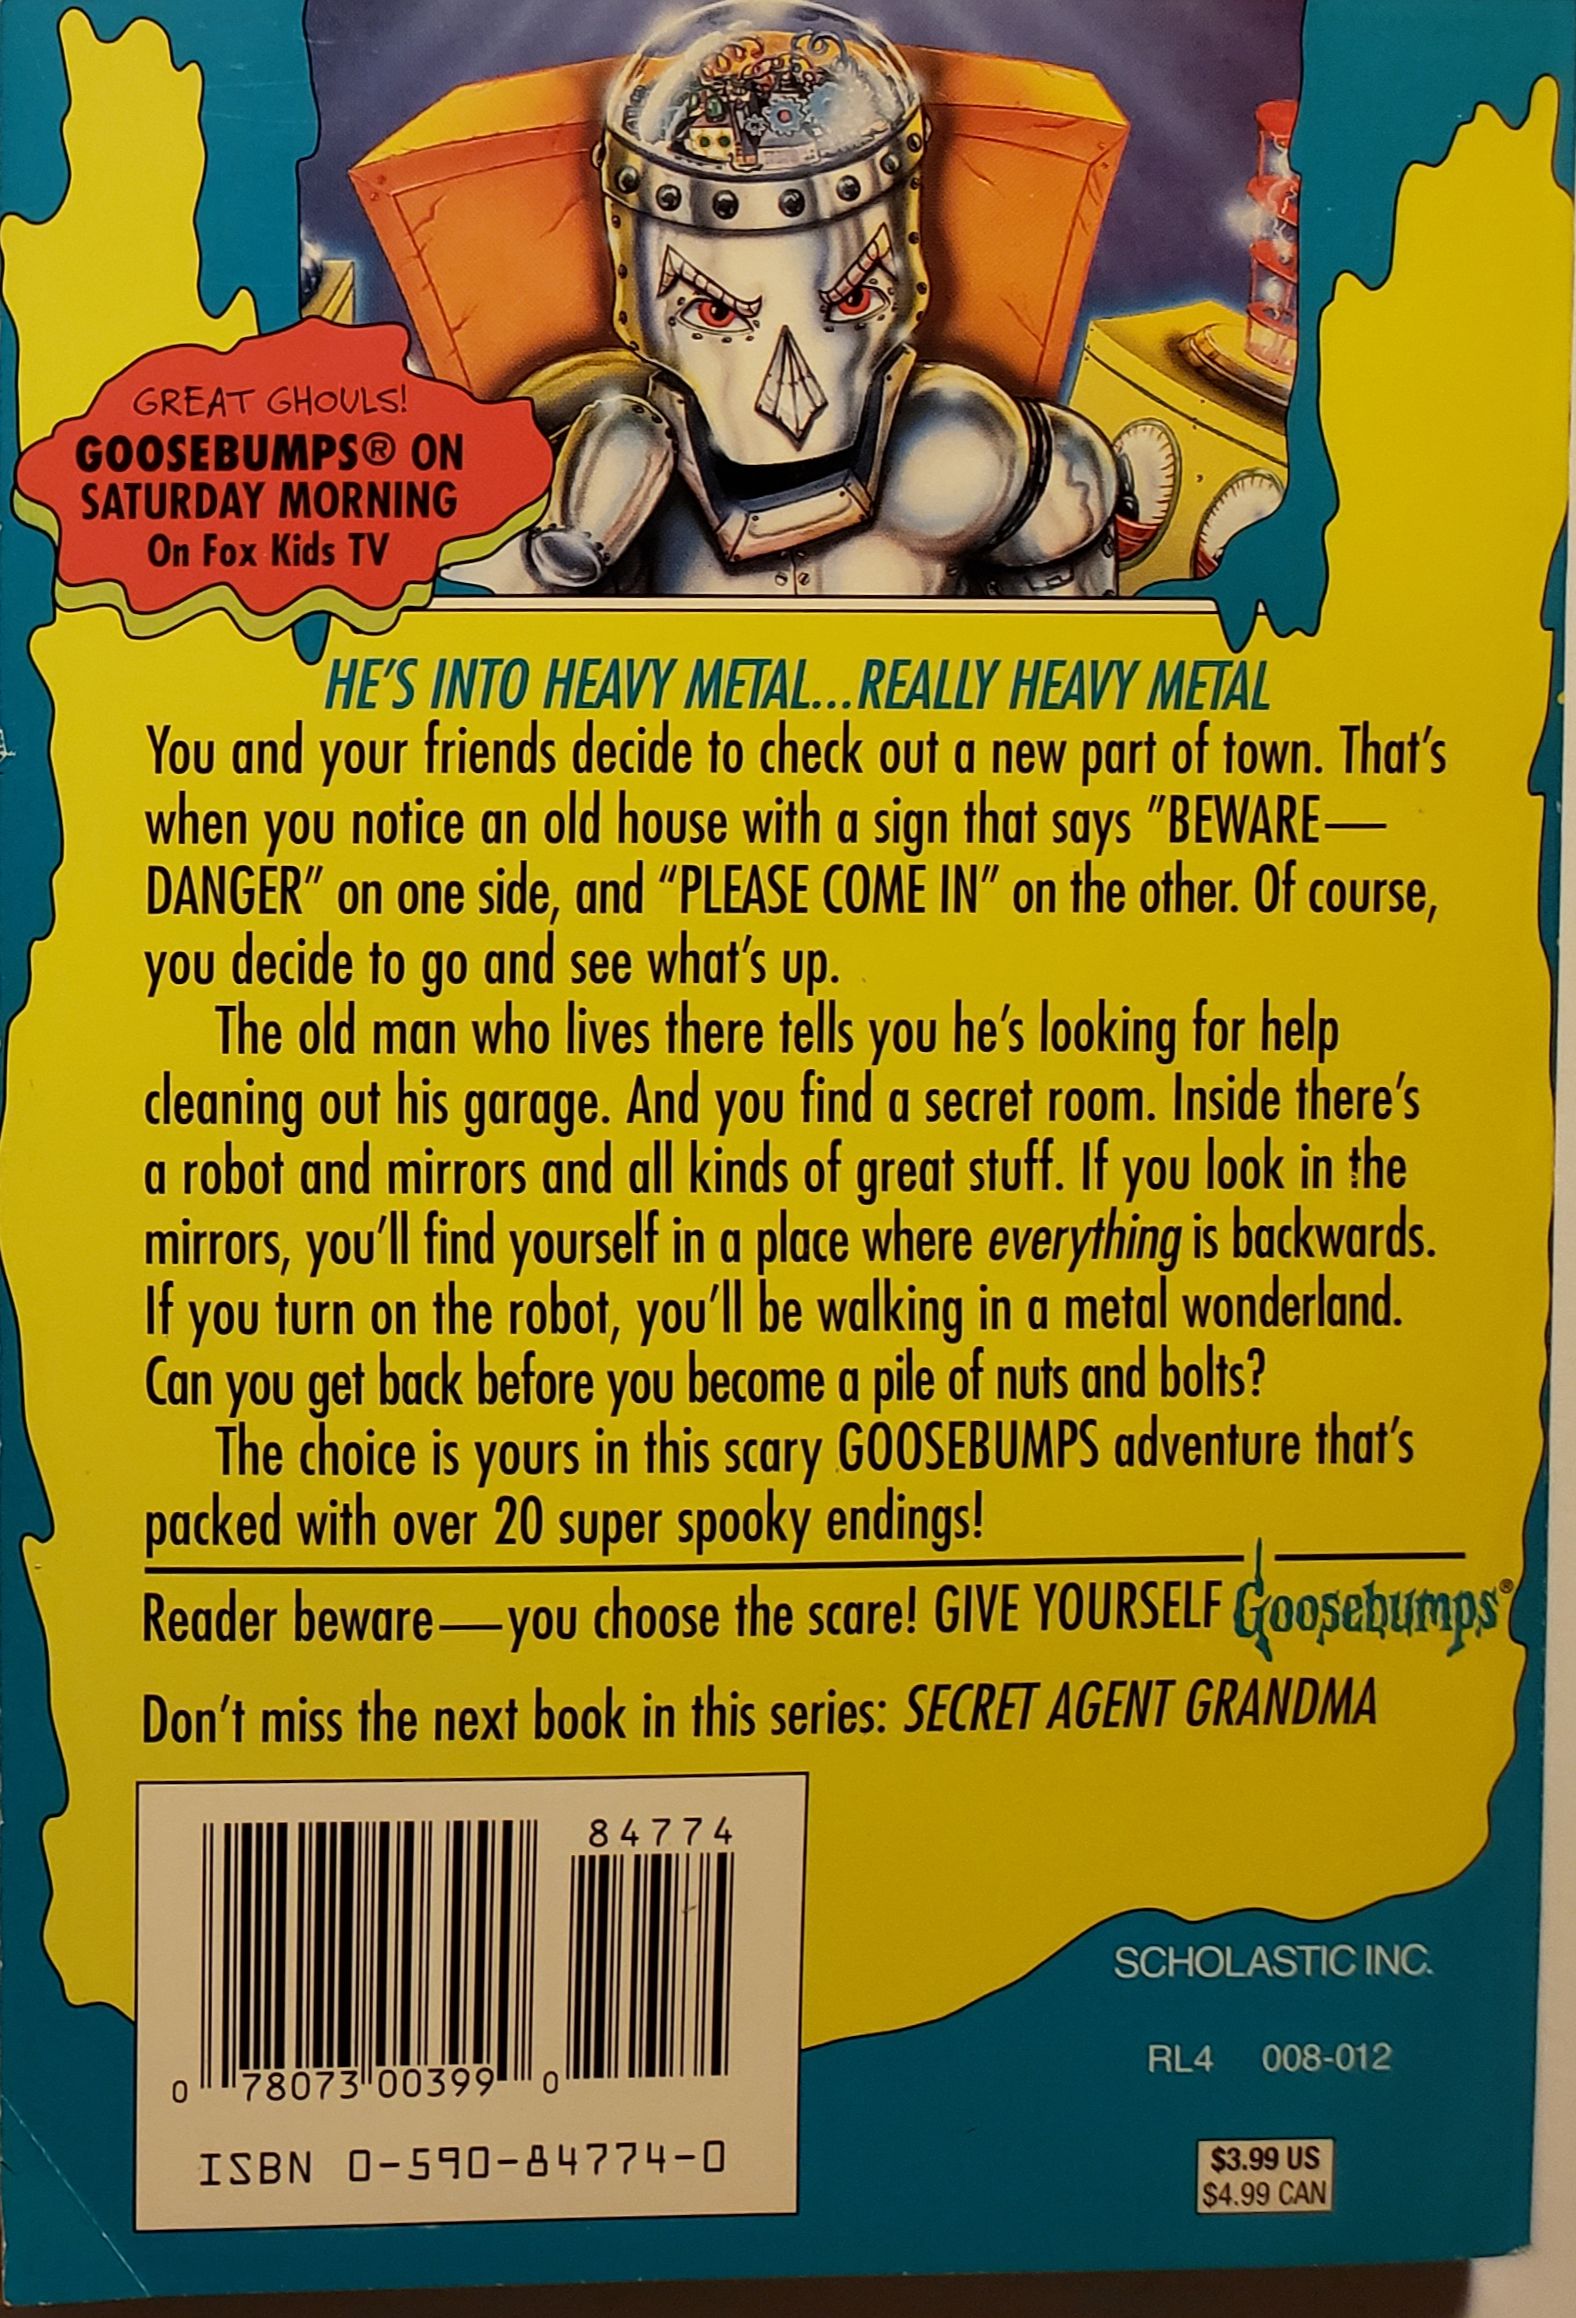 GREAT GHOULS!
GOOSEBUMPS® ON
SATURDAY MORNING
On Fox Kids TV
HE'S INTO HEAVY METAL...REALLY HEAVY METAL
You and your friends decide to check out a new part of town. That's
when you notice an old house with a sign that says "BEWARE—
DANGER" on one side, and "PLEASE COME IN" on the other. Of course,
you decide to go and see what's up.
The old man who lives there tells you he's looking for help
cleaning out his garage. And you find a secret room. Inside there's
a robot and mirrors and all kinds of great stuff. If you look in the
mirrors, you'll find yourself in a place where everything is backwards.
If you turn on the robot, you'll be walking in a metal wonderland.
Can you get back before you become a pile of nuts and bolts?
The choice is yours in this scary GOOSEBUMPS adventure that's
packed with over 20 super spooky endings!
Reader beware—you choose the scare! GIVE YOURSELF Goosebumps®
Don't miss the next book in this series: SECRET AGENT GRANDMA
84774
0 78073 00399 0
ISBN 0-590-84774-0
SCHOLASTIC INC.
RL4 008-012
$3.99 US
$4.99 CAN